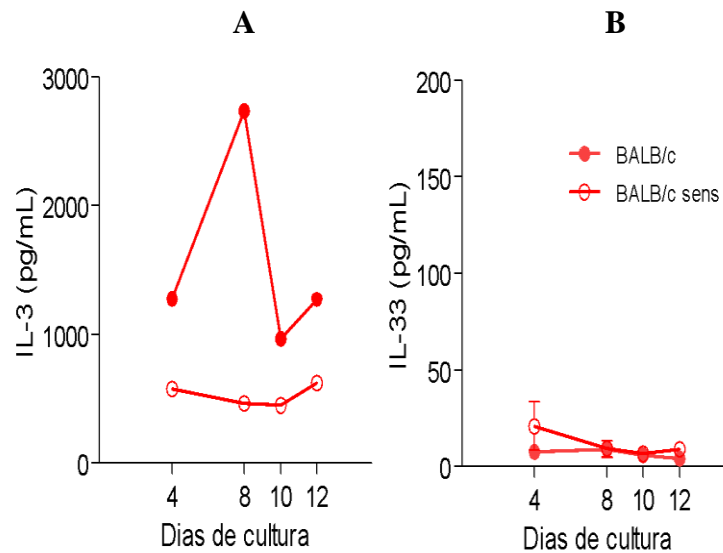 A
B
3000
2000
1000
0
IL-3 (pg/mL)
4 8 10 12
Dias de cultura
200
150
100
50
0
IL-33 (pg/mL)
BALB/c
BALB/c sens
4 8 10 12
Dias de cultura